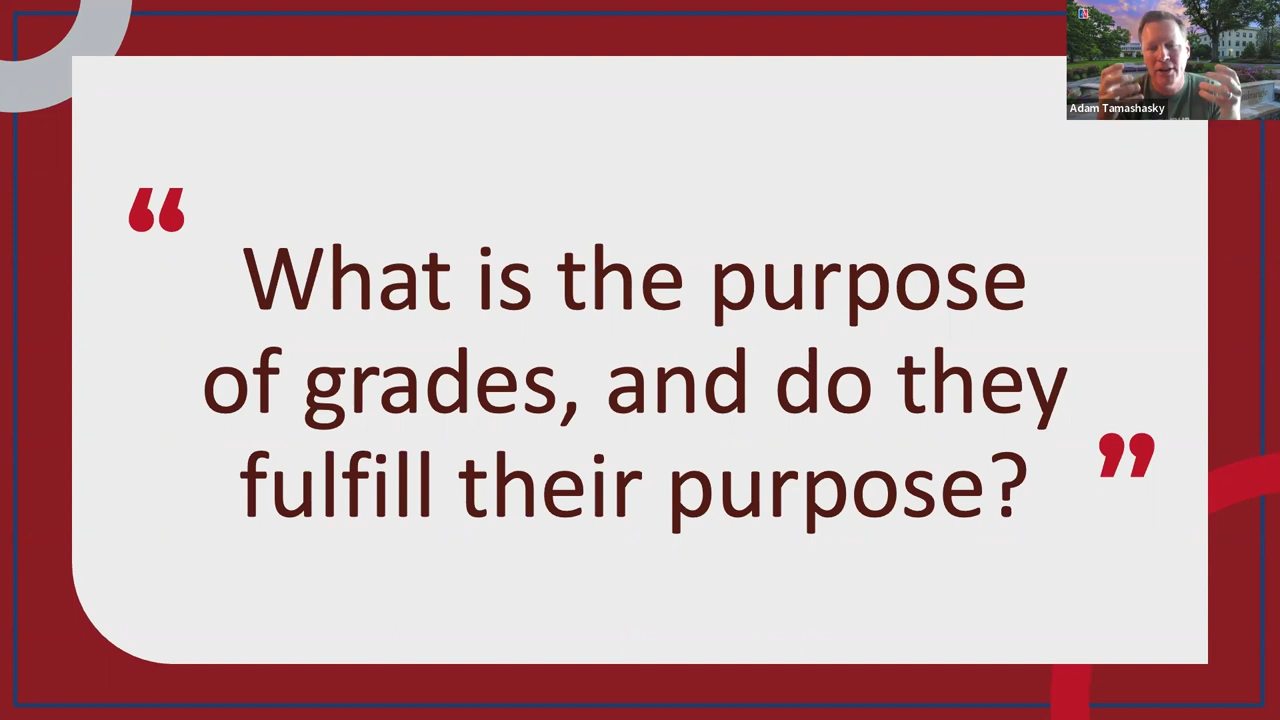 Adam Tamashasky
“
What is the purpose
of grades, and do they
fulfill their purpose?
”